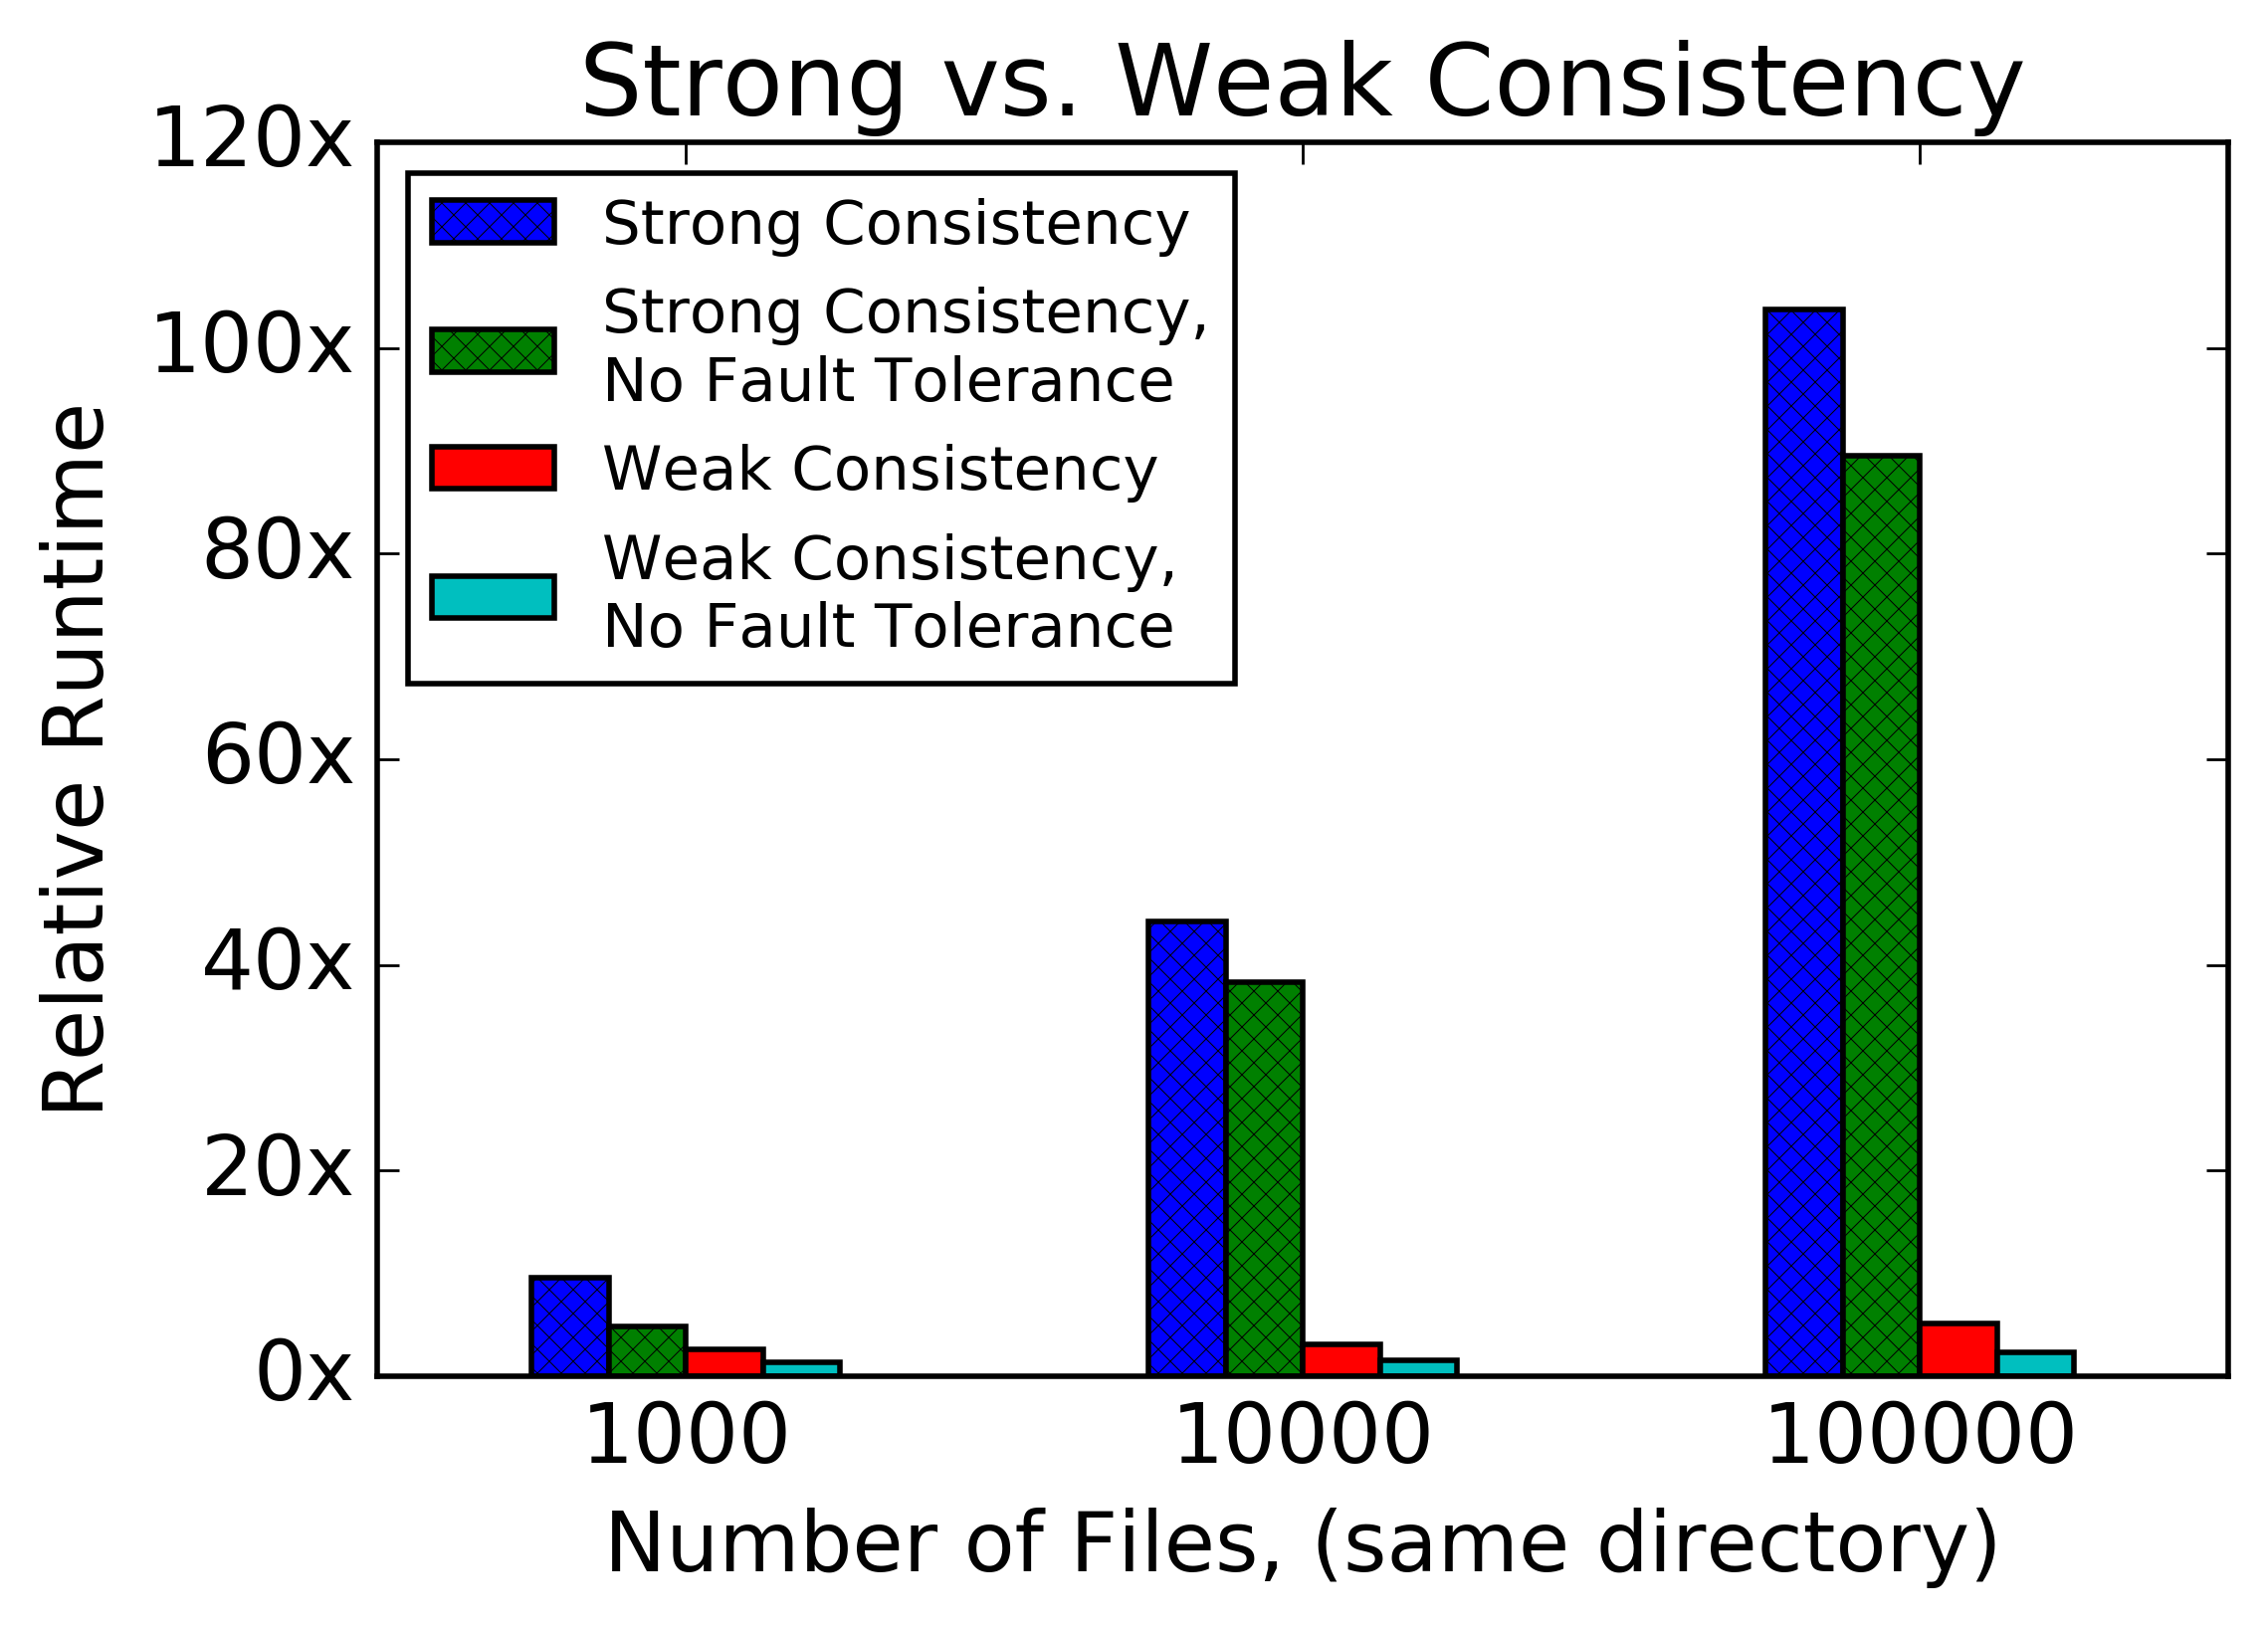 Strong vs. Weak Consistency
120x
100x
80x
60x
40x
20x
0x
Relative Runtime
Strong Consistency
Strong Consistency,
No Fault Tolerance
Weak Consistency
Weak Consistency,
No Fault Tolerance
1000
10000
100000
Number of Files, (same directory)